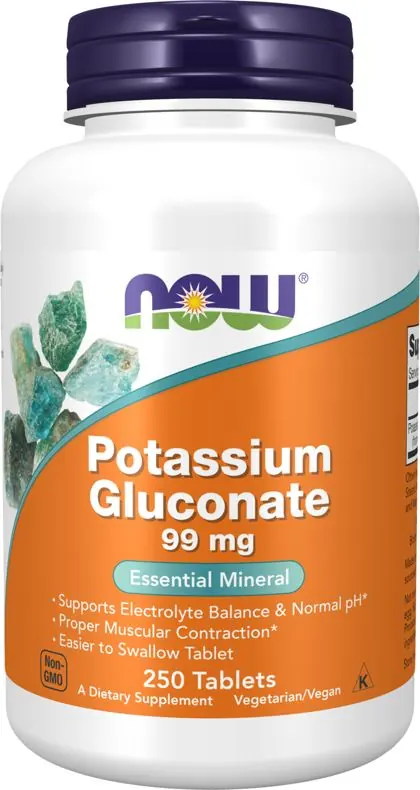 now®
Potassium
Gluconate
99 mg
Essential Mineral
• Supports Electrolyte Balance & Normal pH*
• Proper Muscular Contraction*
• Easier to Swallow Tablet
Non-
GMO
250 Tablets
A Dietary Supplement Vegetarian/Vegan
K